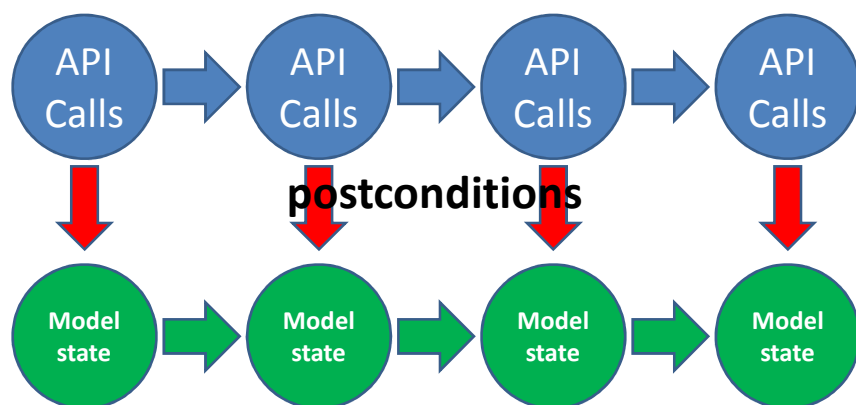 API
Calls
API
Calls
API
Calls
API
Calls
postconditions
Model
state
Model
state
Model
state
Model
state